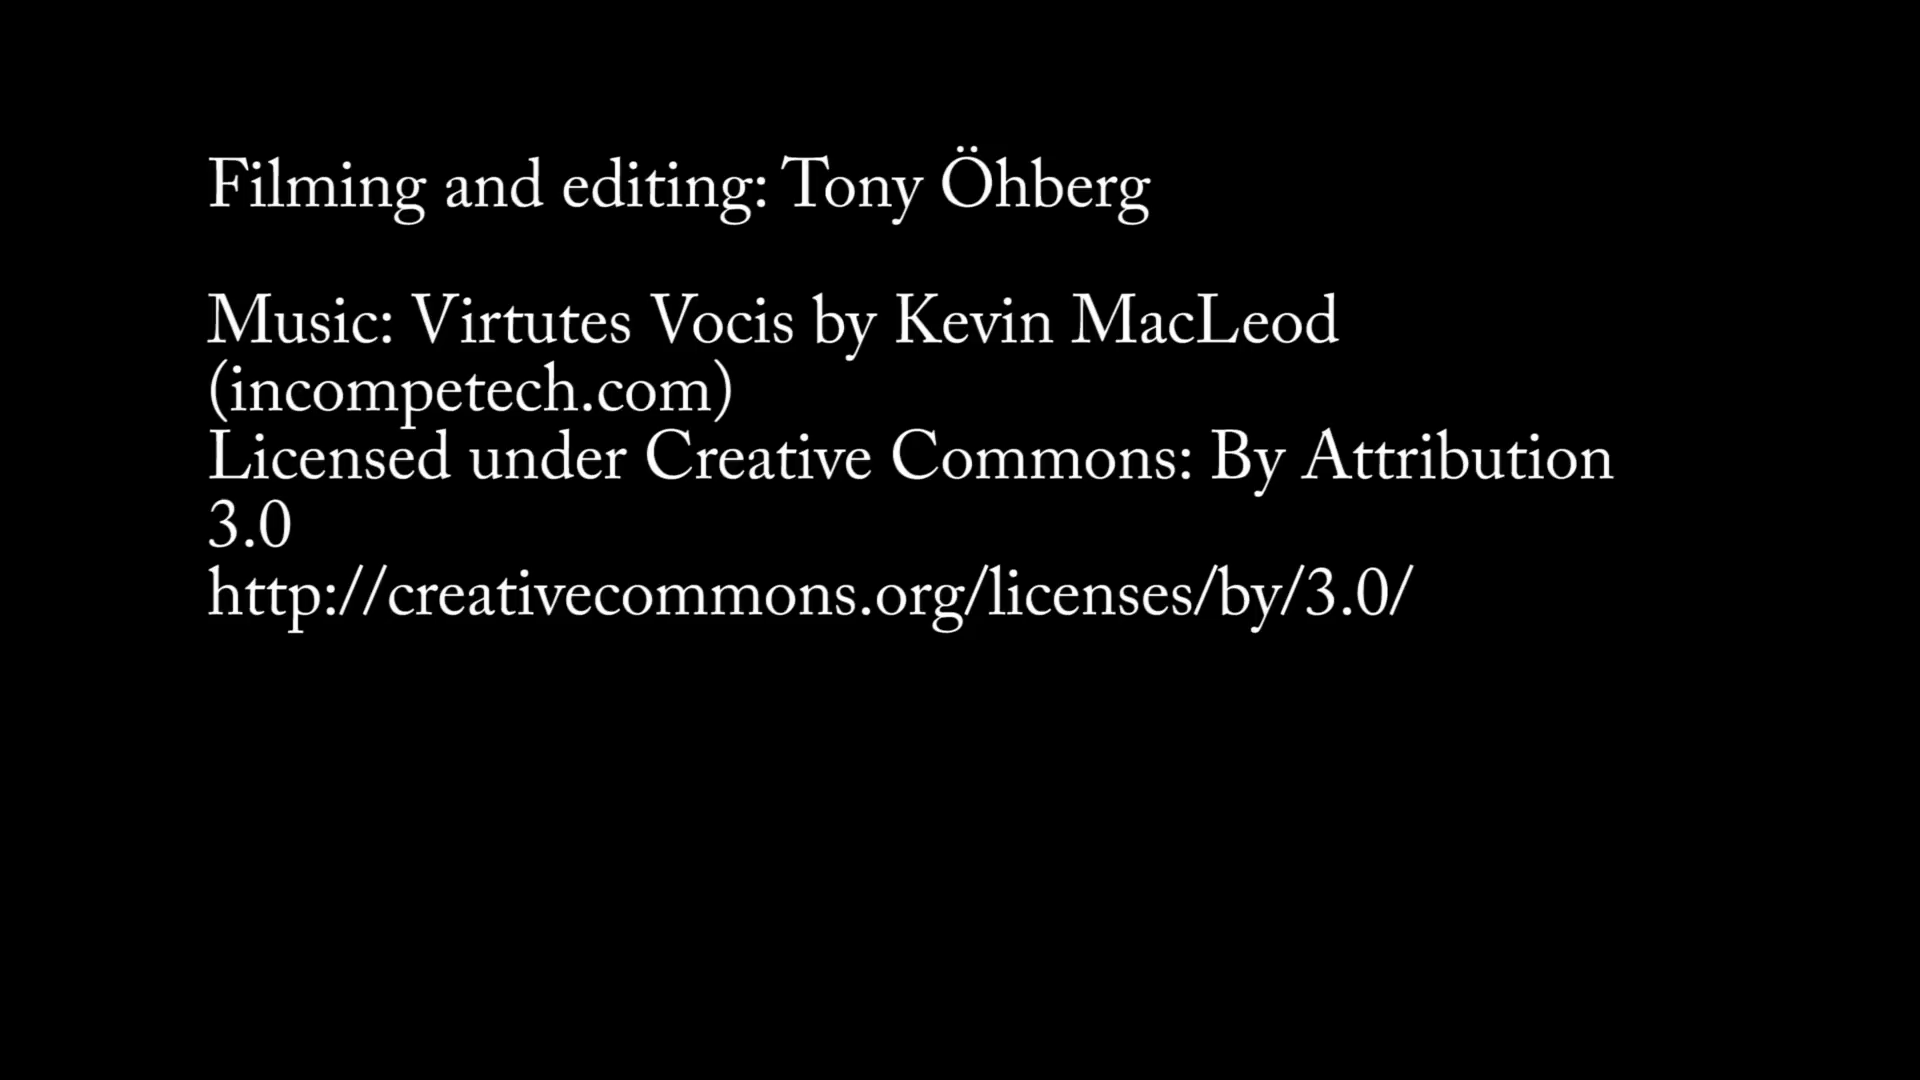 Filming and editing: Tony Öhberg
Music: Virtutes Vocis by Kevin MacLeod
(incompetech.com)
Licensed under Creative Commons: By Attribution
3.0
http://creativecommons.org/licenses/by/3.0/